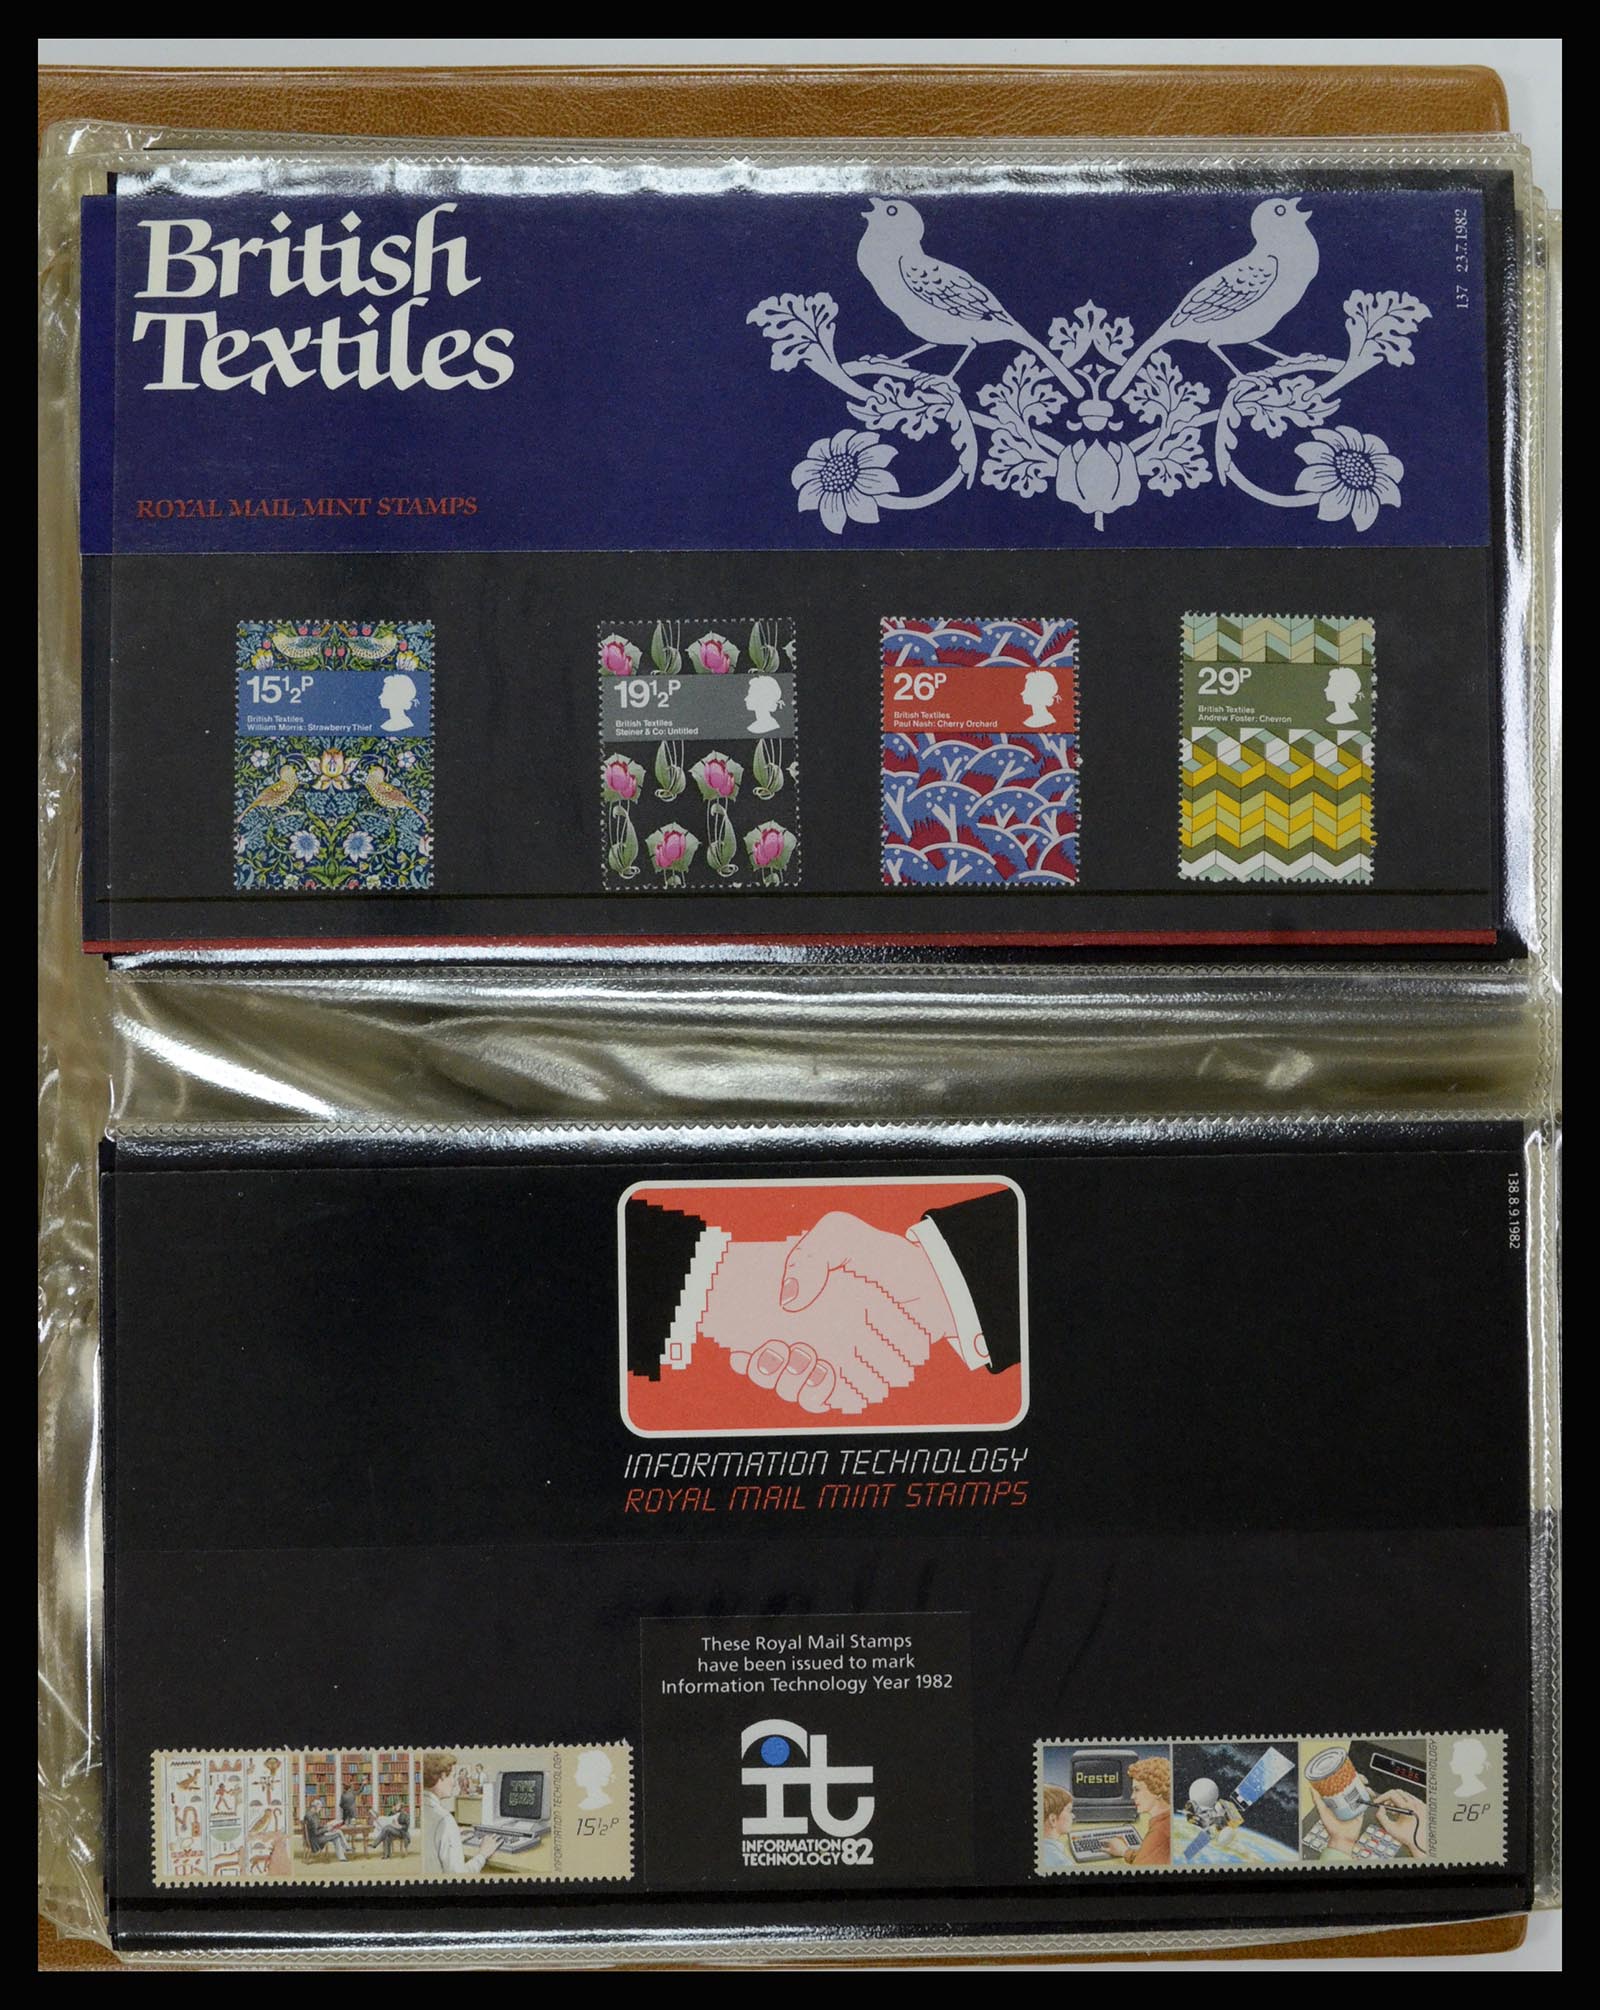 British
Textiles
ROYAL MAIL MINT STAMPS
137 23.7.1982
15½P
British Textiles
William Morris: Strawberry Thief
19½P
British Textiles
Steiner & Co: Untitled
26P
British Textiles
Paul Nash: Cherry Orchard
29P
British Textiles
Andrew Foster: Chevron
138.8.9.1982
INFORMATION TECHNOLOGY
ROYAL MAIL MINT STAMPS
These Royal Mail Stamps
have been issued to mark
Information Technology Year 1982
it
INFORMATION
TECHNOLOGY 82
15½P
INFORMATION TECHNOLOGY
Prestel
26P
INFORMATION TECHNOLOGY